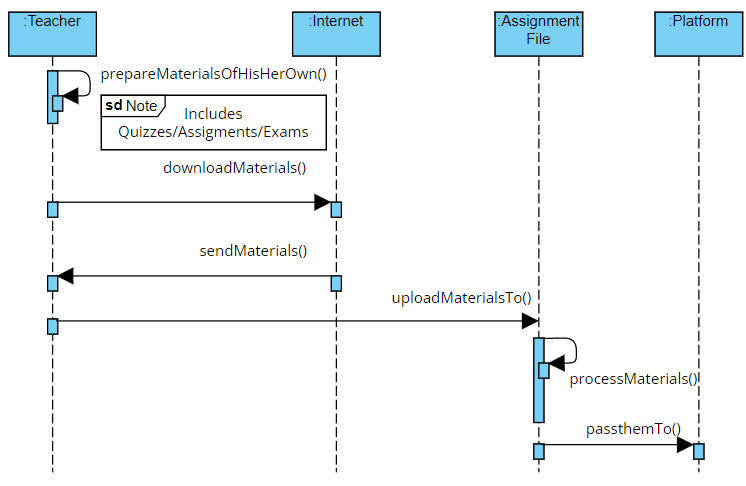 :Teacher
:Internet
:Assignment
File
:Platform
prepareMaterialsOfHisHerOwn()
sd Note
Includes
Quizzes/Assigments/Exams
downloadMaterials()
sendMaterials()
uploadMaterialsTo()
processMaterials()
passthemTo()